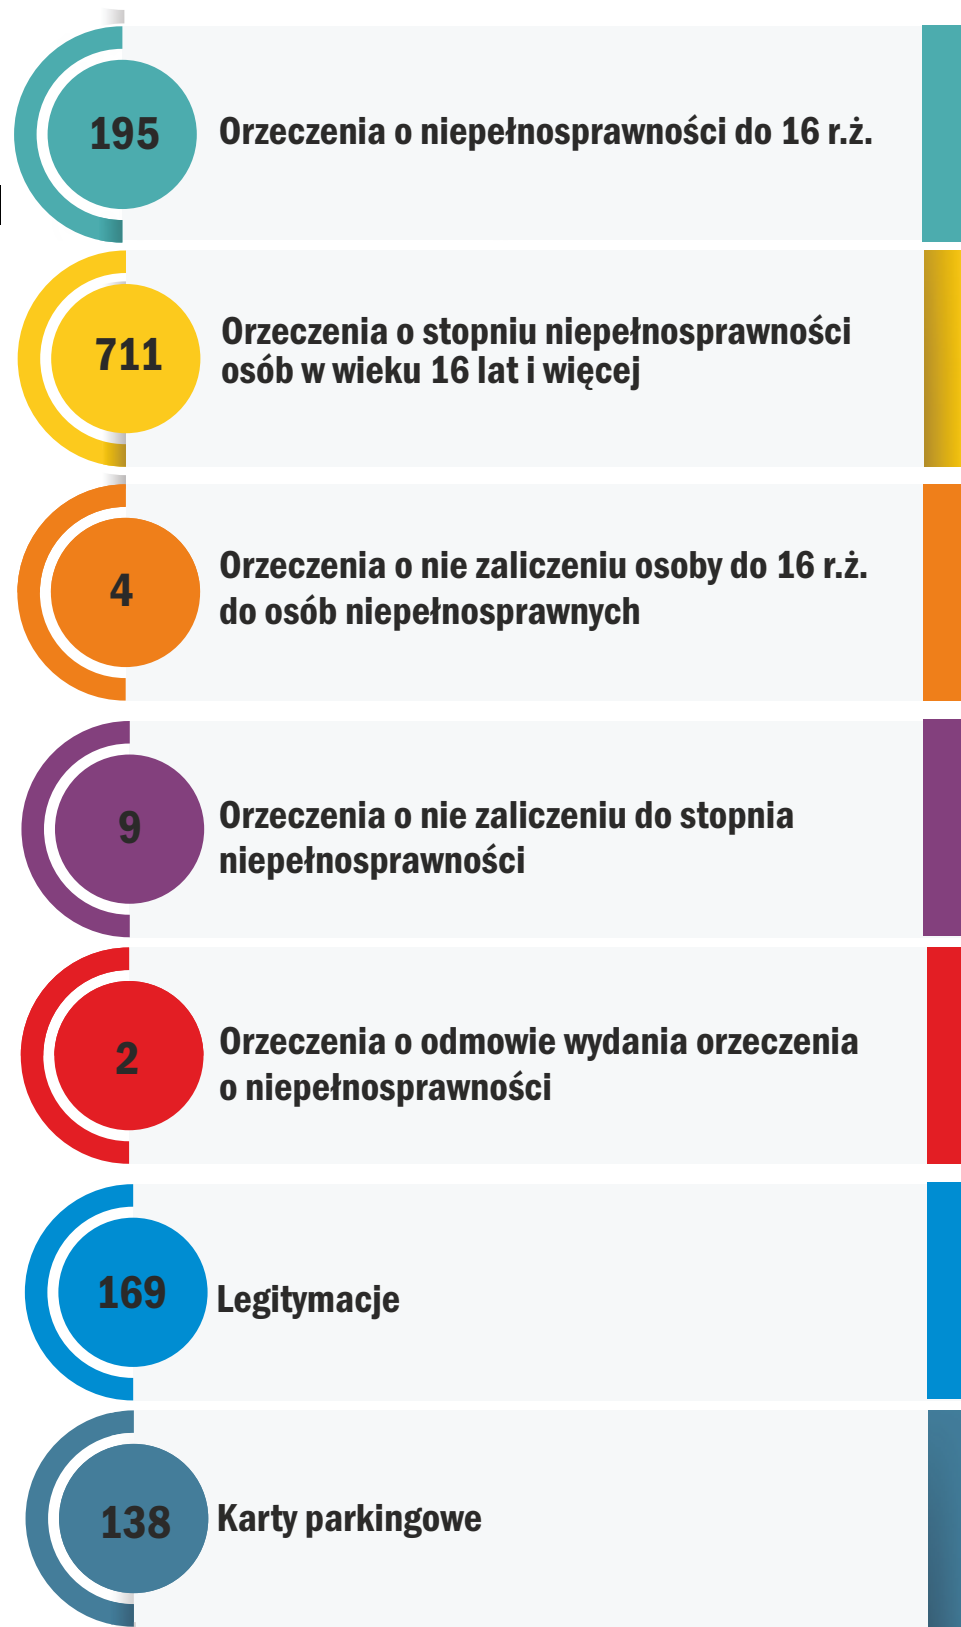 195
Orzeczenia o niepełnosprawności do 16 r.ż.
711
Orzeczenia o stopniu niepełnosprawności
osób w wieku 16 lat i więcej
4
Orzeczenia o nie zaliczeniu osoby do 16 r.ż.
do osób niepełnosprawnych
9
Orzeczenia o nie zaliczeniu do stopnia
niepełnosprawności
2
Orzeczenia o odmowie wydania orzeczenia
o niepełnosprawności
169
Legitymacje
138
Karty parkingowe